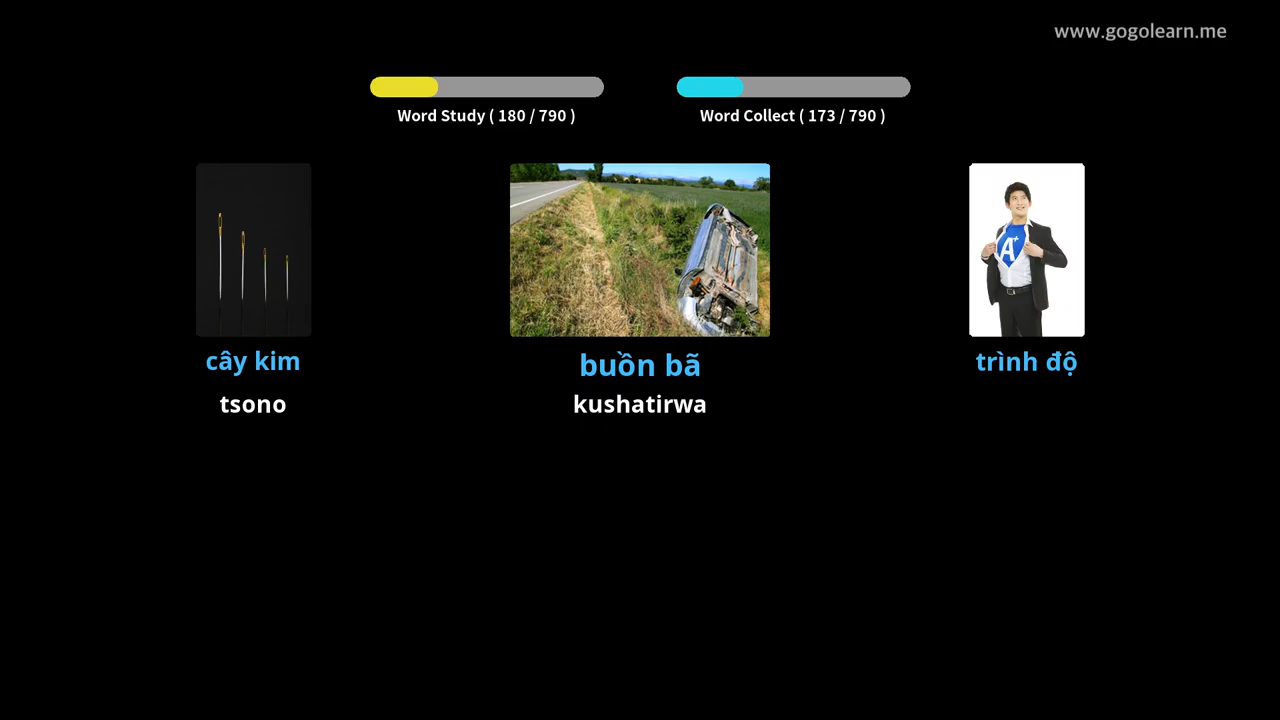 www.gogolearn.me
Word Study ( 180 / 790 )
Word Collect ( 173 / 790 )
A+
cây kim
buồn bã
trình độ
tsono
kushatirwa